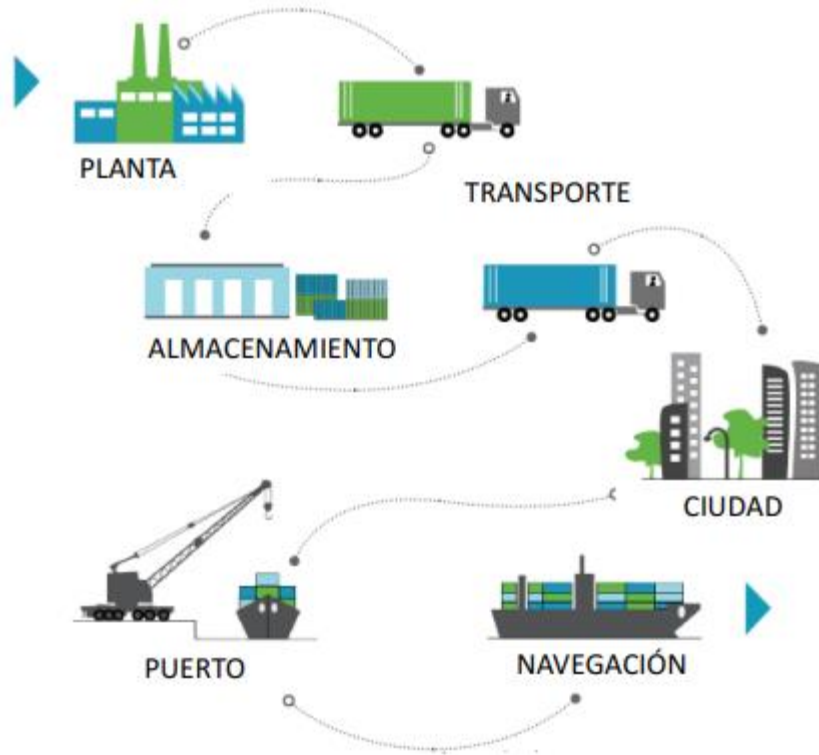 PLANTA
TRANSPORTE
ALMACENAMIENTO
CIUDAD
PUERTO
NAVEGACIÓN